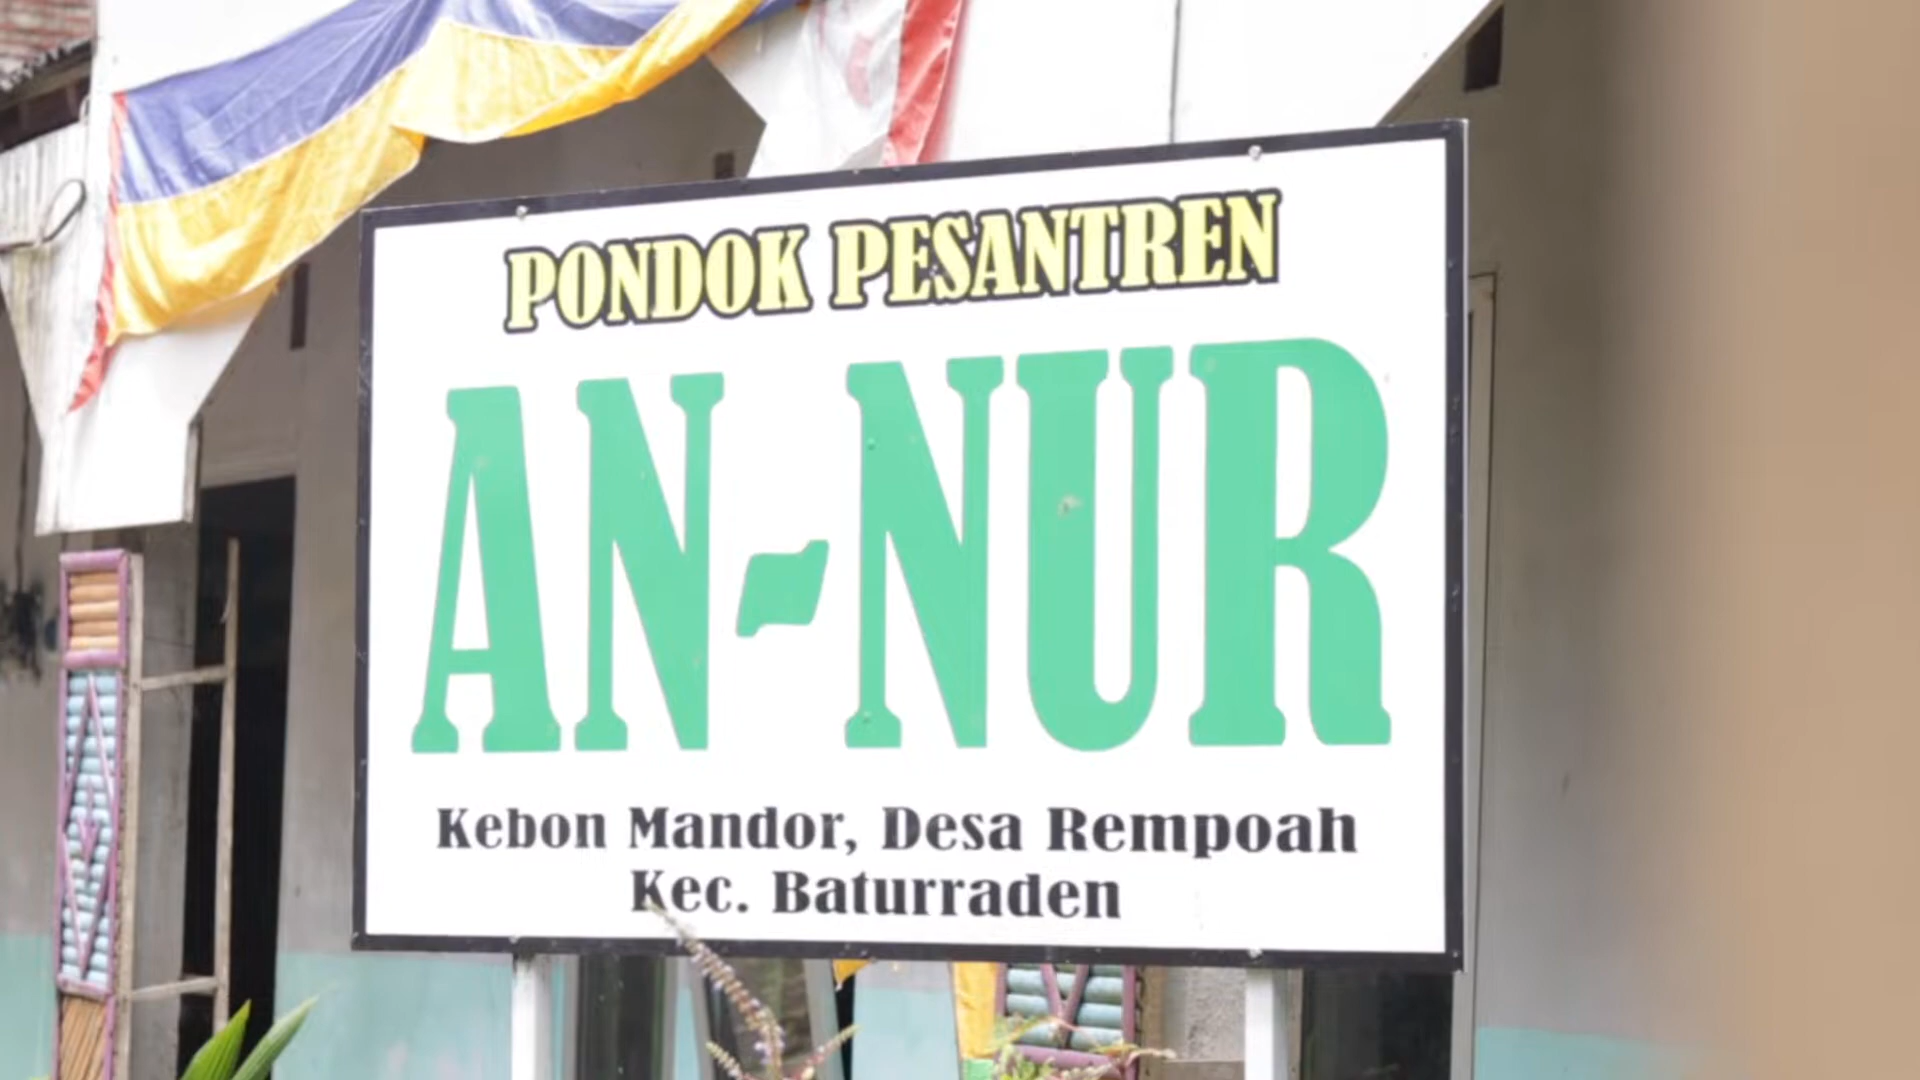 PONDOK PESANTREN
AN-NUR
Kebon Mandor, Desa Rempoah
Kec. Baturraden